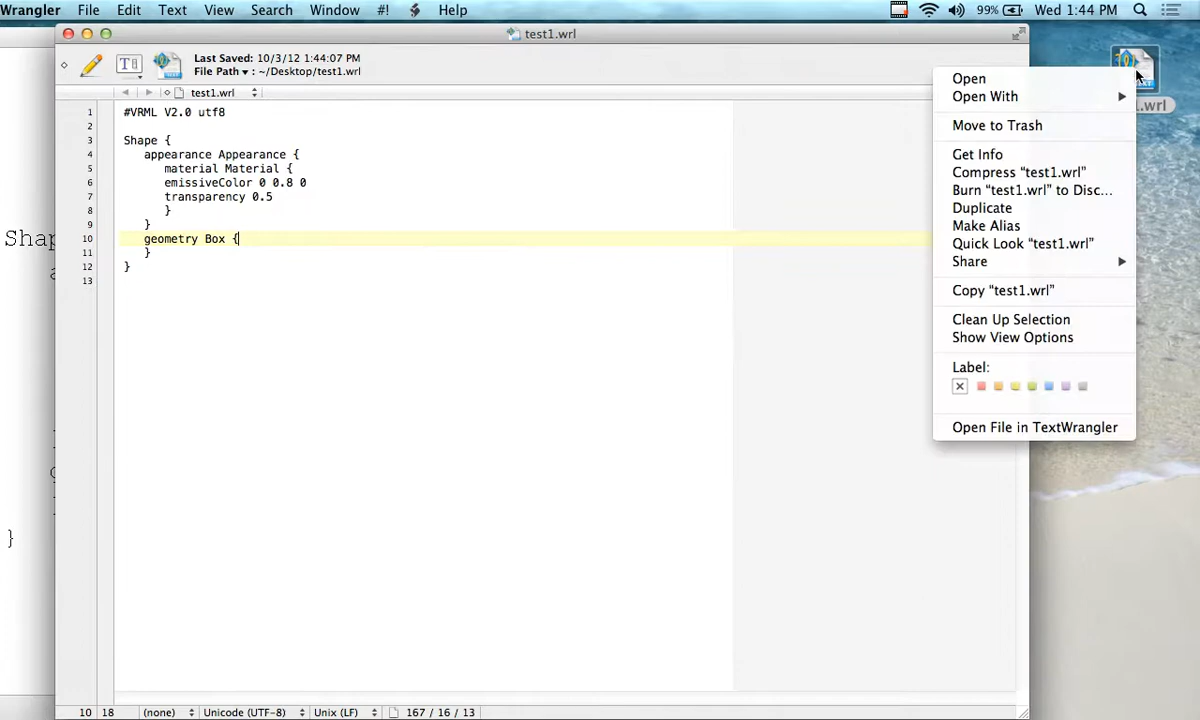 Wrangler File Edit Text View Search Window #! Help 99% Wed 1:44 PM
test1.wrl
Last Saved: 10/3/12 1:44:07 PM
File Path : ~/Desktop/test1.wrl
test1.wrl
1 #VRML V2.0 utf8
2
3 Shape {
4 appearance Appearance {
5 material Material {
6 emissiveColor 0 0.8 0
7 transparency 0.5
8 }
9 }
10 geometry Box {
11 }
12 }
13
}
10 18 (none) Unicode (UTF-8) Unix (LF) 167 / 16 / 13
.wrl
Open
Open With
Move to Trash
Get Info
Compress “test1.wrl”
Burn “test1.wrl” to Disc...
Duplicate
Make Alias
Quick Look “test1.wrl”
Share
Copy “test1.wrl”
Clean Up Selection
Show View Options
Label:
Open File in TextWrangler